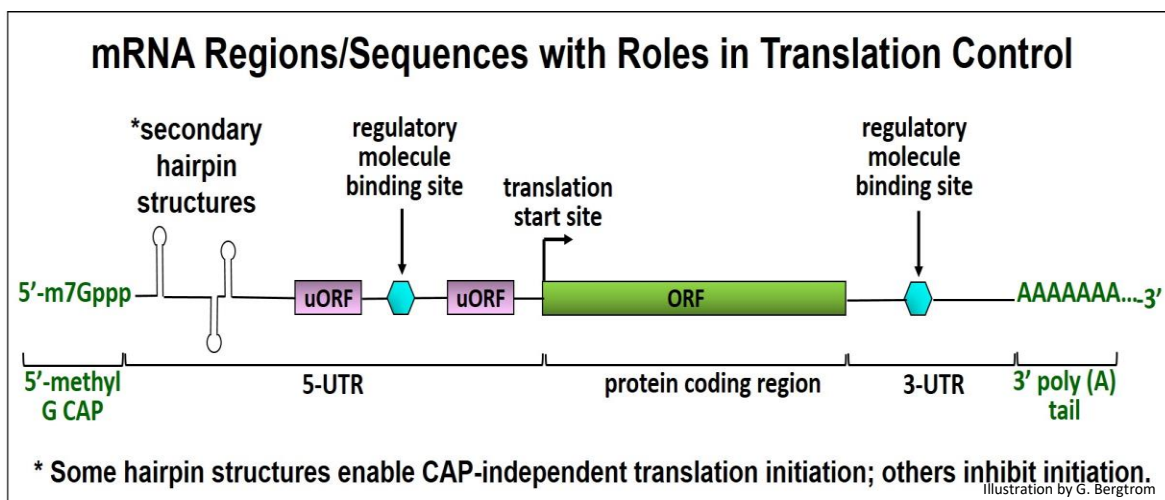 mRNA Regions/Sequences with Roles in Translation Control
*secondary
hairpin
structures
regulatory
molecule
binding site
translation
start site
regulatory
molecule
binding site
5’-m7Gppp
uORF
uORF
ORF
AAAAAAA...-3’
5’-methyl
G CAP
5-UTR
protein coding region
3-UTR
3’ poly (A)
tail
* Some hairpin structures enable CAP-independent translation initiation; others inhibit initiation.
Illustration by G. Bergtrom